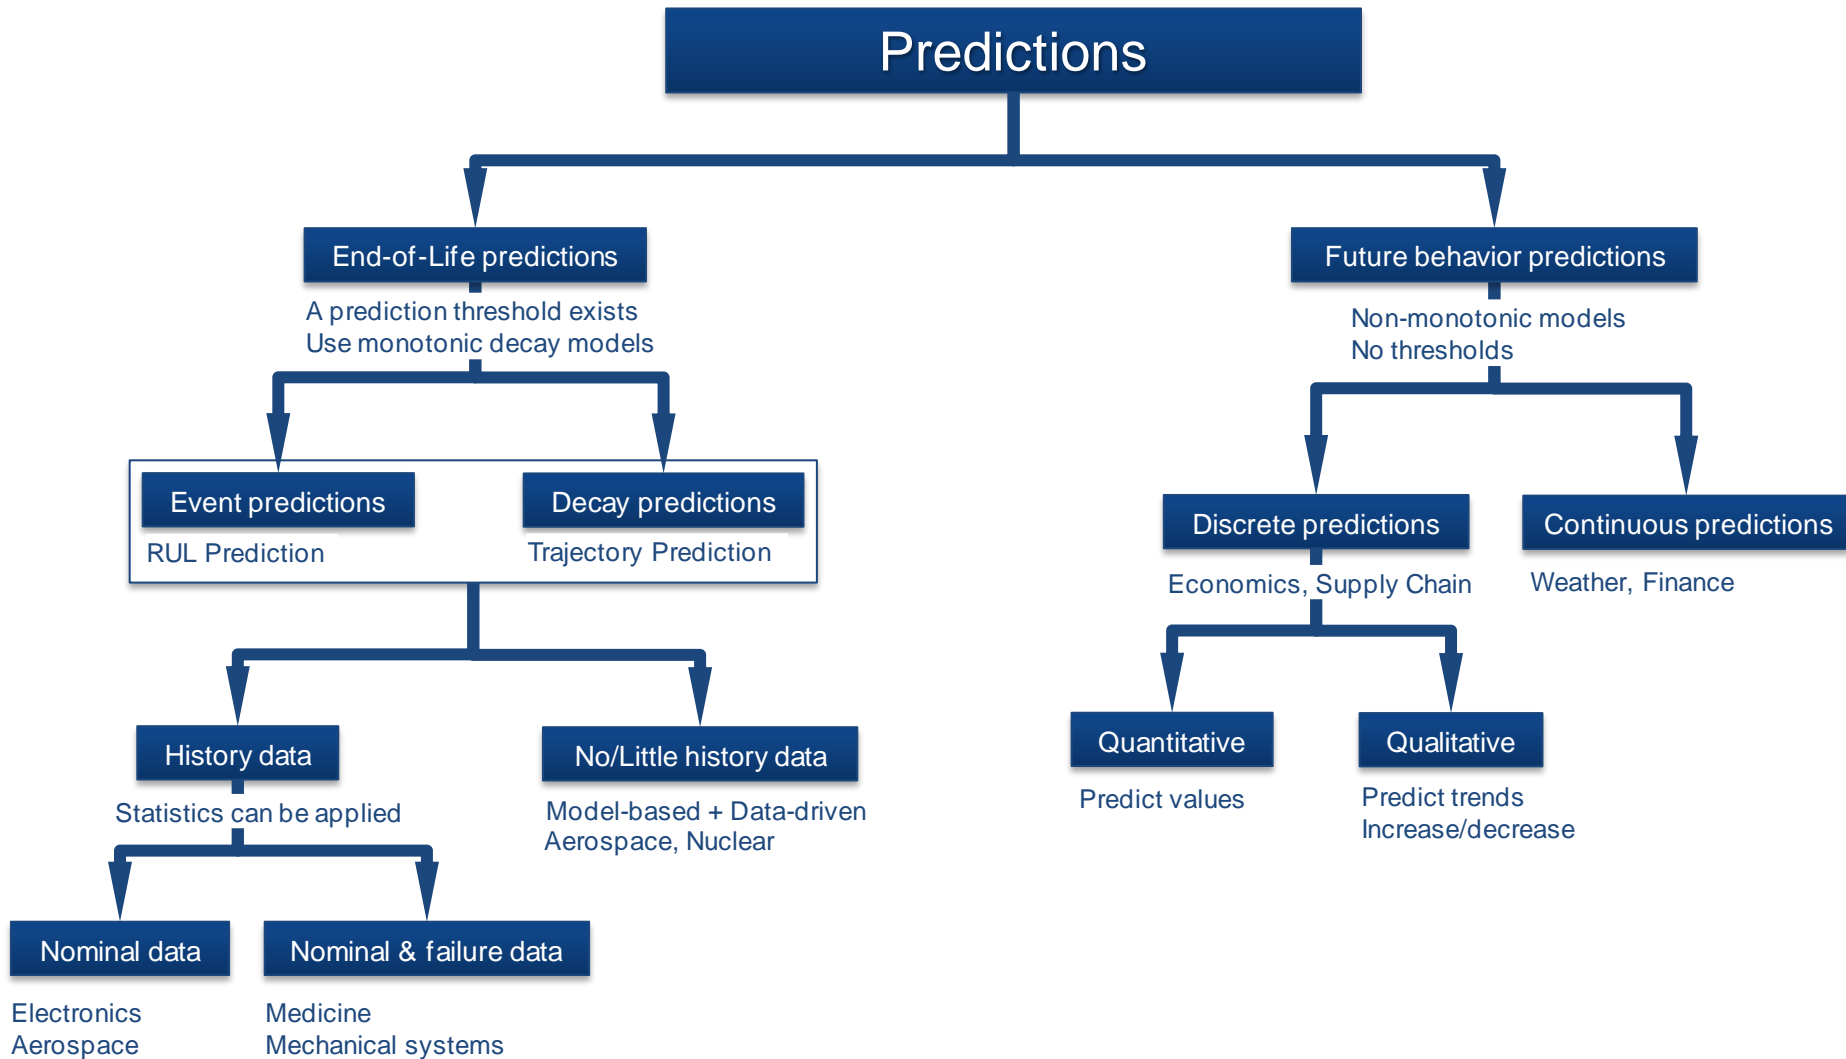 Predictions
End-of-Life predictions
Future behavior predictions
A prediction threshold exists
Use monotonic decay models
Non-monotonic models
No thresholds
Event predictions
Decay predictions
RUL Prediction
Trajectory Prediction
Discrete predictions
Continuous predictions
Economics, Supply Chain
Weather, Finance
History data
No/Little history data
Quantitative
Qualitative
Statistics can be applied
Model-based + Data-driven
Aerospace, Nuclear
Predict values
Predict trends
Increase/decrease
Nominal data
Nominal & failure data
Electronics
Aerospace
Medicine
Mechanical systems